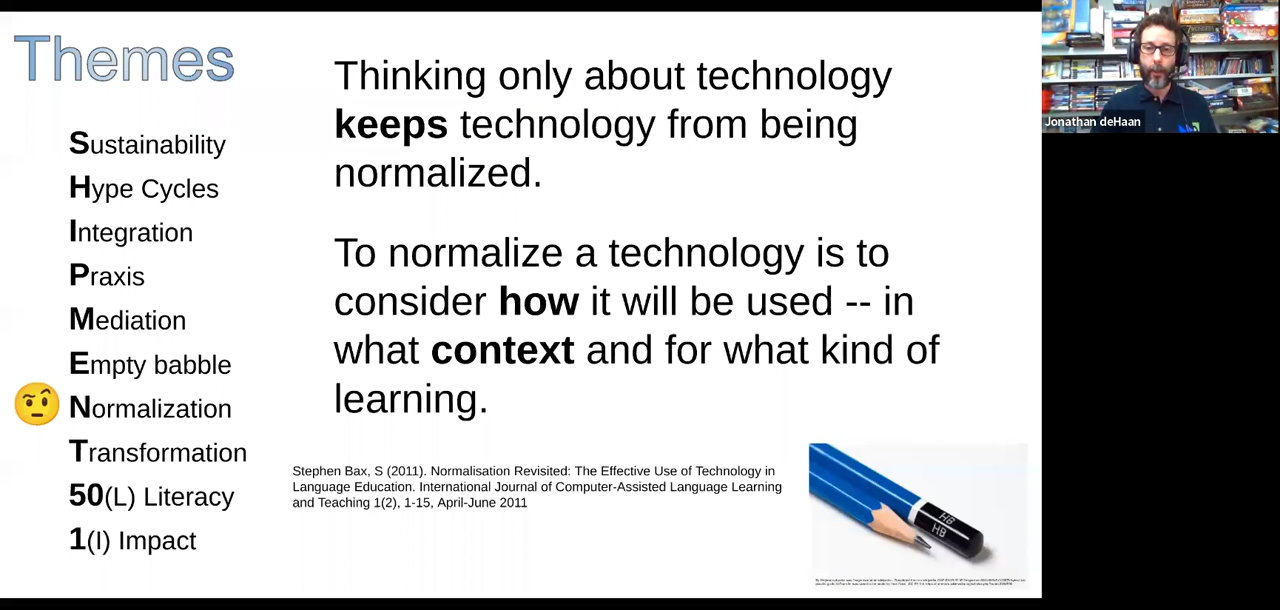 Themes
Sustainability
Hype Cycles
Integration
Praxis
Mediation
Empty babble
Normalization
Transformation
50(L) Literacy
1(I) Impact
Thinking only about technology
keeps technology from being
normalized.
To normalize a technology is to
consider how it will be used -- in
what context and for what kind of
learning.
Stephen Bax, S (2011). Normalisation Revisited: The Effective Use of Technology in
Language Education. International Journal of Computer-Assisted Language Learning
and Teaching 1(2), 1-15, April-June 2011
HB
HB
Jonathan deHaan